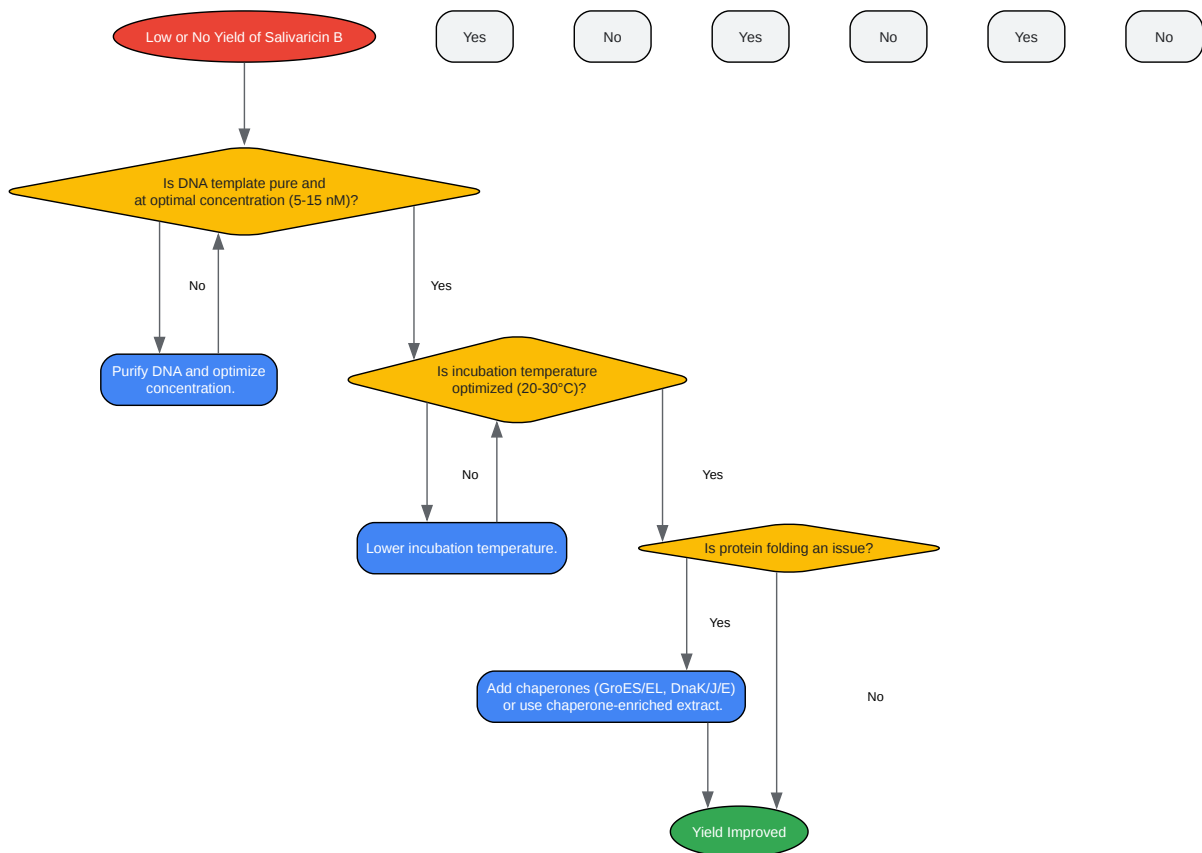 Low or No Yield of Salivaricin B
Yes
No
Yes
No
Yes
No
Is DNA template pure and
at optimal concentration (5-15 nM)?
No
Yes
Purify DNA and optimize
concentration.
Is incubation temperature
optimized (20-30°C)?
No
Yes
Lower incubation temperature.
Is protein folding an issue?
Yes
Add chaperones (GroES/EL, DnaK/J/E)
or use chaperone-enriched extract.
No
Yield Improved